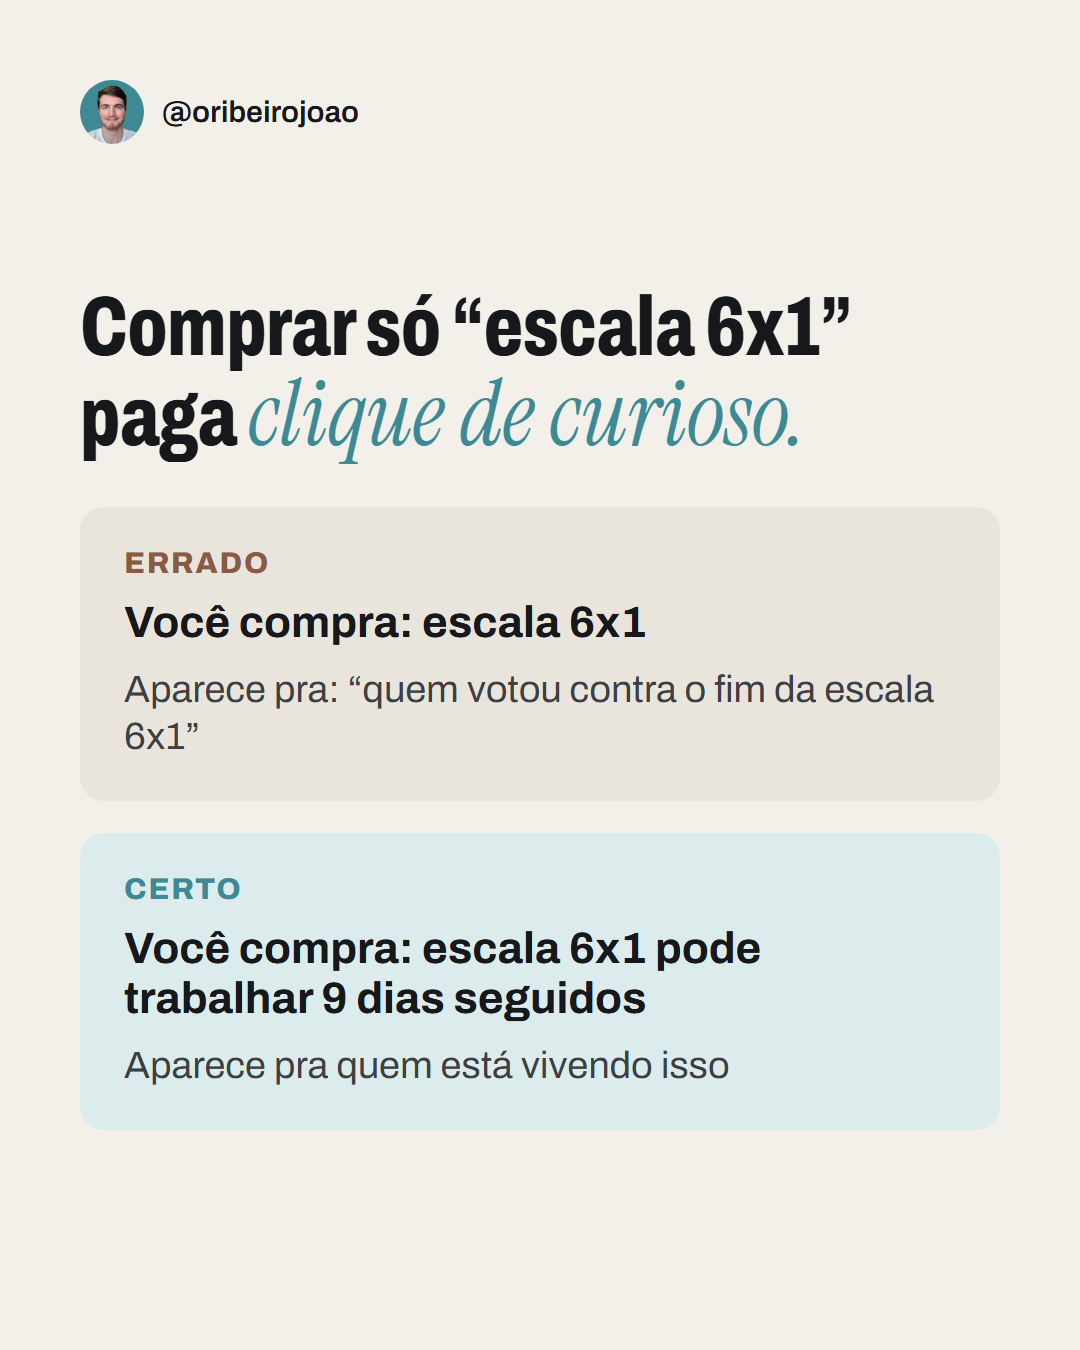 @oribeirojoao
Comprar só “escala 6x1”
paga clique de curioso.
ERRADO
Você compra: escala 6x1
Aparece pra: “quem votou contra o fim da escala
6x1”
CERTO
Você compra: escala 6x1 pode
trabalhar 9 dias seguidos
Aparece pra quem está vivendo isso